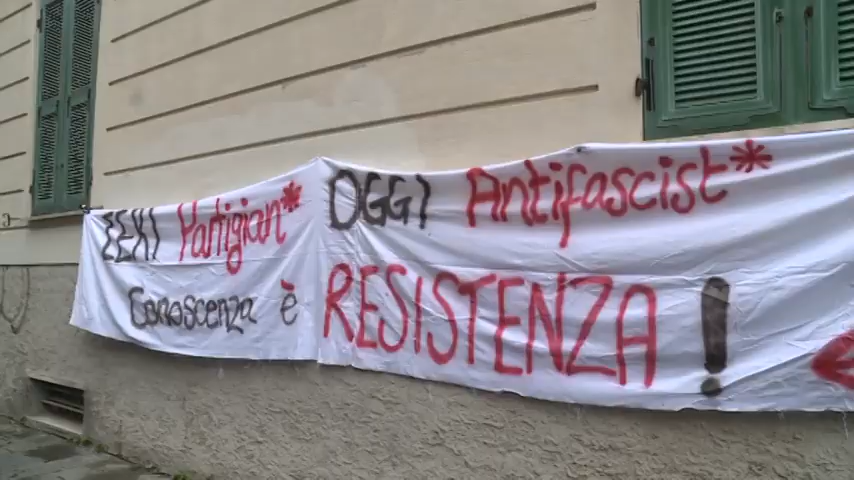 IERI Partigian* OGGI Antifascist*
Conoscenza è RESISTENZA!